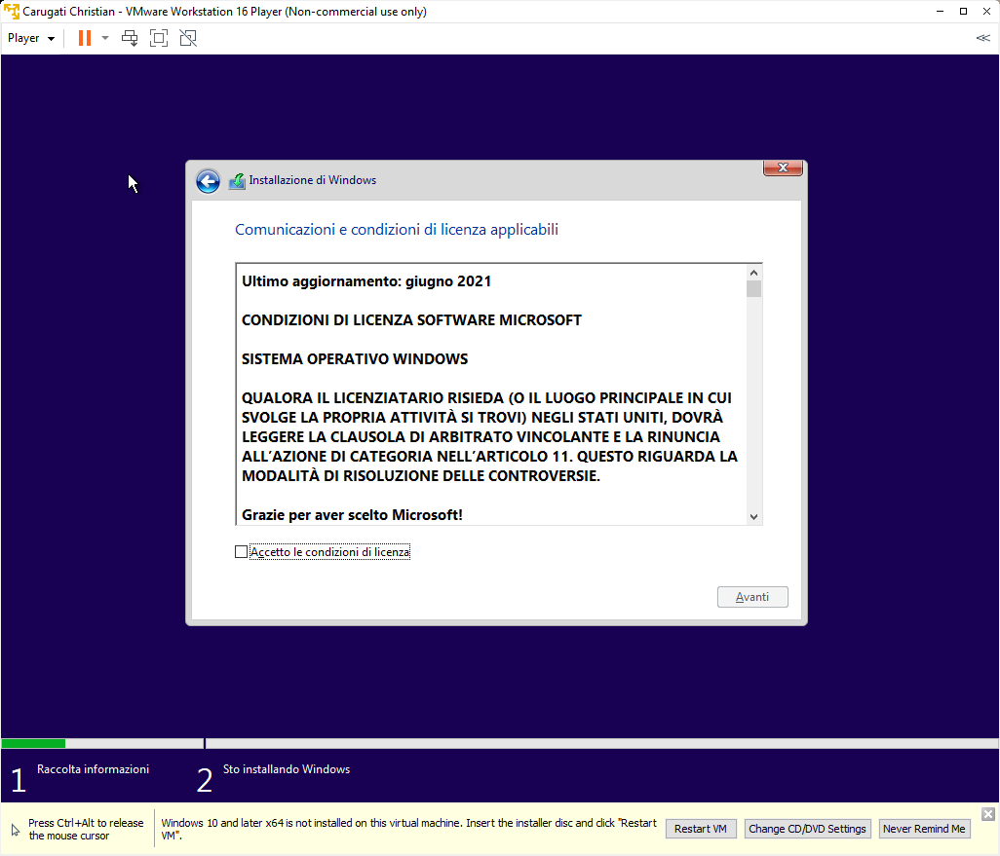 Carugati Christian - VMware Workstation 16 Player (Non-commercial use only)
Player
Installazione di Windows
Comunicazioni e condizioni di licenza applicabili
Ultimo aggiornamento: giugno 2021
CONDIZIONI DI LICENZA SOFTWARE MICROSOFT
SISTEMA OPERATIVO WINDOWS
QUALORA IL LICENZIATARIO RISIEDA (O IL LUOGO PRINCIPALE IN CUI
SVOLGE LA PROPRIA ATTIVITÀ SI TROVI) NEGLI STATI UNITI, DOVRÀ
LEGGERE LA CLAUSOLA DI ARBITRATO VINCOLANTE E LA RINUNCIA
ALL'AZIONE DI CATEGORIA NELL'ARTICOLO 11. QUESTO RIGUARDA LA
MODALITÀ DI RISOLUZIONE DELLE CONTROVERSIE.
Grazie per aver scelto Microsoft!
Accetto le condizioni di licenza
Avanti
1 Raccolta informazioni
2 Sto installando Windows
Press Ctrl+Alt to release
the mouse cursor
Windows 10 and later x64 is not installed on this virtual machine. Insert the installer disc and click "Restart
VM".
Restart VM
Change CD/DVD Settings
Never Remind Me